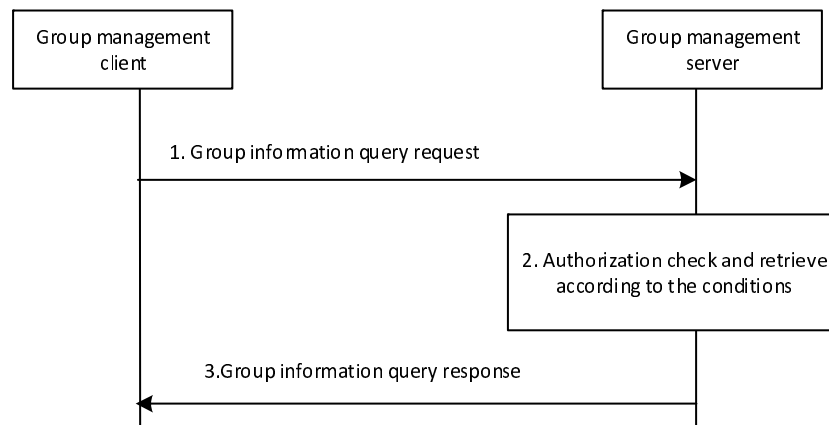 Group management
client
Group management
server
1. Group information query request
2. Authorization check and retrieve
according to the conditions
3.Group information query response